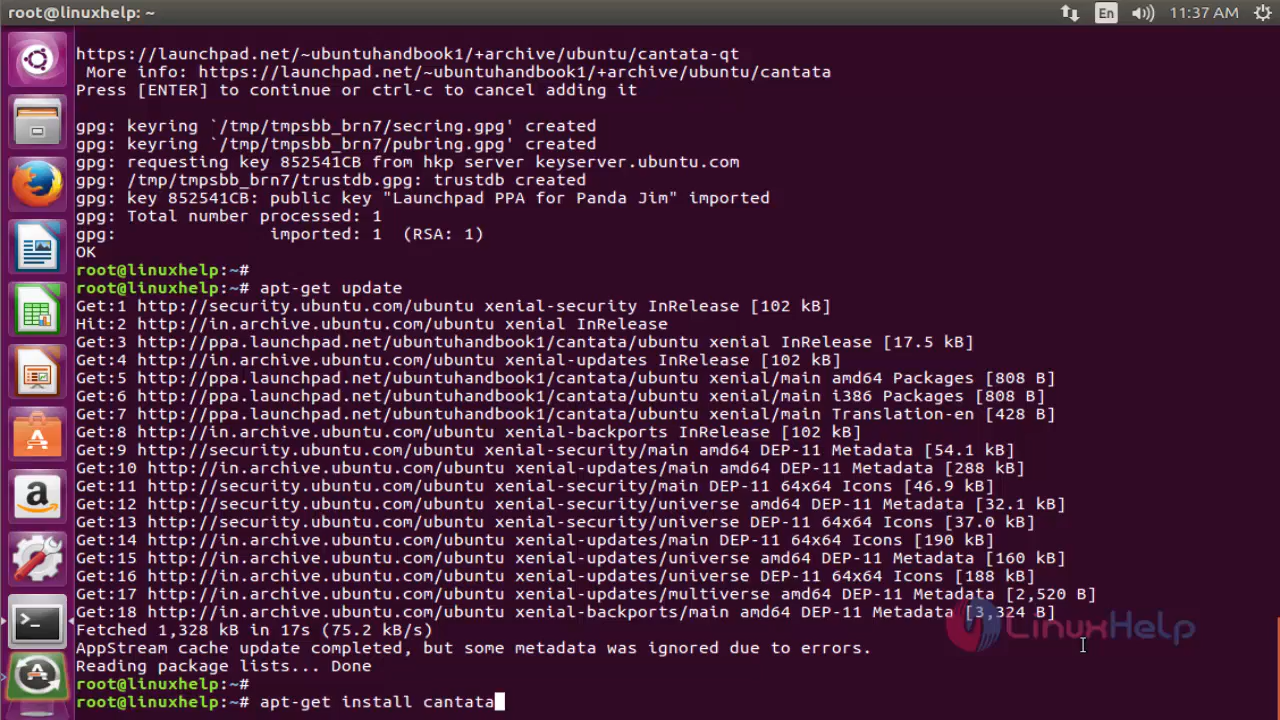 root@linuxhelp: ~
En
11:37 AM
https://launchpad.net/~ubuntuhandbook1/+archive/ubuntu/cantata-qt
More info: https://launchpad.net/~ubuntuhandbook1/+archive/ubuntu/cantata
Press [ENTER] to continue or ctrl-c to cancel adding it
gpg: keyring `/tmp/tmpsbb_brn7/secring.gpg' created
gpg: keyring `/tmp/tmpsbb_brn7/pubring.gpg' created
gpg: requesting key 852541CB from hkp server keyserver.ubuntu.com
gpg: /tmp/tmpsbb_brn7/trustdb.gpg: trustdb created
gpg: key 852541CB: public key "Launchpad PPA for Panda Jim" imported
gpg: Total number processed: 1
gpg:               imported: 1  (RSA: 1)
OK
root@linuxhelp:~#
root@linuxhelp:~# apt-get update
Get:1 http://security.ubuntu.com/ubuntu xenial-security InRelease [102 kB]
Hit:2 http://in.archive.ubuntu.com/ubuntu xenial InRelease
Get:3 http://ppa.launchpad.net/ubuntuhandbook1/cantata/ubuntu xenial InRelease [17.5 kB]
Get:4 http://in.archive.ubuntu.com/ubuntu xenial-updates InRelease [102 kB]
Get:5 http://ppa.launchpad.net/ubuntuhandbook1/cantata/ubuntu xenial/main amd64 Packages [808 B]
Get:6 http://ppa.launchpad.net/ubuntuhandbook1/cantata/ubuntu xenial/main i386 Packages [808 B]
Get:7 http://ppa.launchpad.net/ubuntuhandbook1/cantata/ubuntu xenial/main Translation-en [428 B]
Get:8 http://in.archive.ubuntu.com/ubuntu xenial-backports InRelease [102 kB]
Get:9 http://security.ubuntu.com/ubuntu xenial-security/main amd64 DEP-11 Metadata [54.1 kB]
Get:10 http://in.archive.ubuntu.com/ubuntu xenial-updates/main amd64 DEP-11 Metadata [288 kB]
Get:11 http://security.ubuntu.com/ubuntu xenial-security/main DEP-11 64x64 Icons [46.9 kB]
Get:12 http://security.ubuntu.com/ubuntu xenial-security/universe amd64 DEP-11 Metadata [32.1 kB]
Get:13 http://security.ubuntu.com/ubuntu xenial-security/universe DEP-11 64x64 Icons [37.0 kB]
Get:14 http://in.archive.ubuntu.com/ubuntu xenial-updates/main DEP-11 64x64 Icons [190 kB]
Get:15 http://in.archive.ubuntu.com/ubuntu xenial-updates/universe amd64 DEP-11 Metadata [160 kB]
Get:16 http://in.archive.ubuntu.com/ubuntu xenial-updates/universe DEP-11 64x64 Icons [188 kB]
Get:17 http://in.archive.ubuntu.com/ubuntu xenial-updates/multiverse amd64 DEP-11 Metadata [2,520 B]
Get:18 http://in.archive.ubuntu.com/ubuntu xenial-backports/main amd64 DEP-11 Metadata [3,324 B]
Fetched 1,328 kB in 17s (75.2 kB/s)
LinuxHelp
AppStream cache update completed, but some metadata was ignored due to errors.
Reading package lists... Done
root@linuxhelp:~#
root@linuxhelp:~# apt-get install cantata